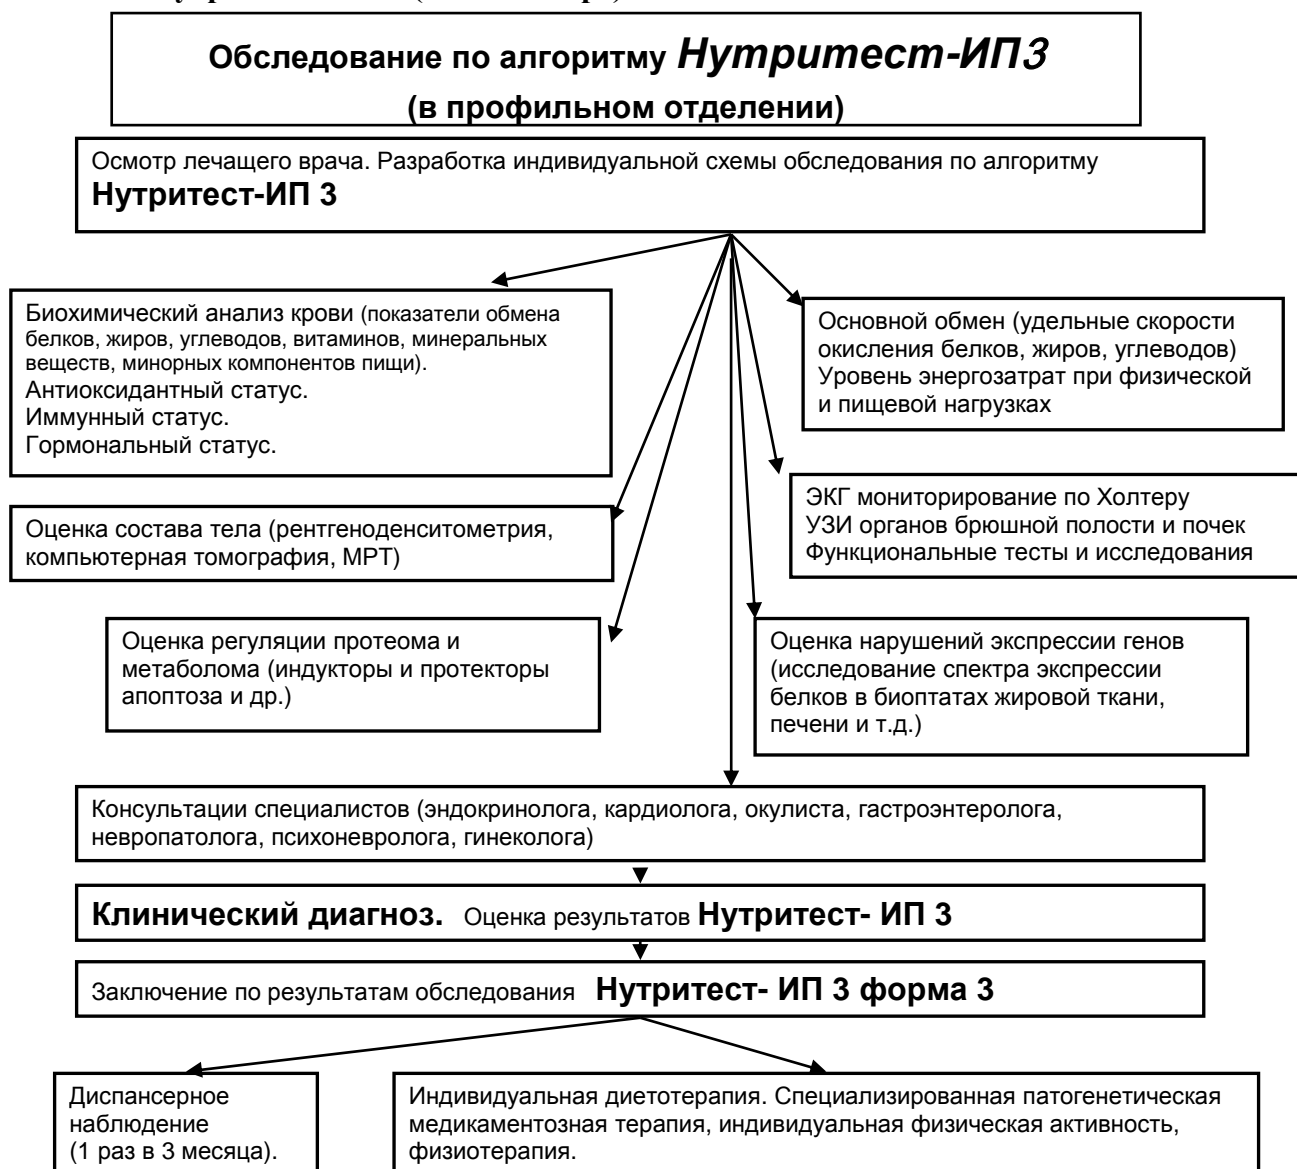 Обследование по алгоритму Нутритест-ИП3
(в профильном отделении)
Осмотр лечащего врача. Разработка индивидуальной схемы обследования по алгоритму
Нутритест-ИП 3
Биохимический анализ крови (показатели обмена
белков, жиров, углеводов, витаминов, минеральных
веществ, минорных компонентов пищи).
Антиоксидантный статус.
Иммунный статус.
Гормональный статус.
Основной обмен (удельные скорости
окисления белков, жиров, углеводов)
Уровень энергозатрат при физической
и пищевой нагрузках
ЭКГ мониторирование по Холтеру
УЗИ органов брюшной полости и почек
Функциональные тесты и исследования
Оценка состава тела (рентгеноденситометрия,
компьютерная томография, МРТ)
Оценка регуляции протеома и
метаболома (индукторы и протекторы
апоптоза и др.)
Оценка нарушений экспрессии генов
(исследование спектра экспрессии
белков в биоптатах жировой ткани,
печени и т.д.)
Консультации специалистов (эндокринолога, кардиолога, окулиста, гастроэнтеролога,
невропатолога, психоневролога, гинеколога)
Клинический диагноз. Оценка результатов Нутритест- ИП 3
Заключение по результатам обследования Нутритест- ИП 3 форма 3
Диспансерное
наблюдение
(1 раз в 3 месяца).
Индивидуальная диетотерапия. Специализированная патогенетическая
медикаментозная терапия, индивидуальная физическая активность,
физиотерапия.